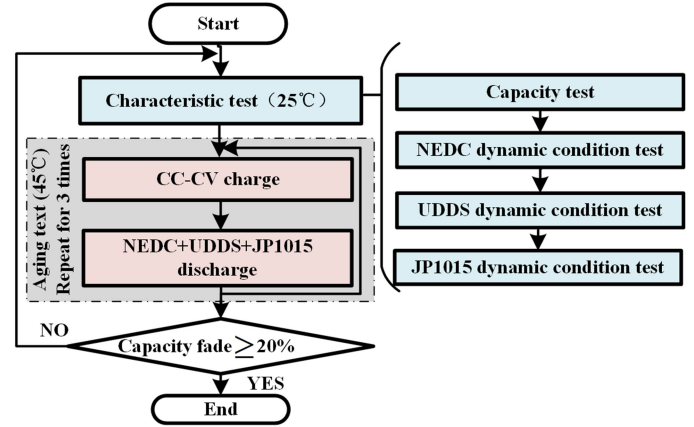 Start
Characteristic test（25℃）
Aging text (45℃)
Repeat for 3 times
CC-CV charge
NEDC+UDDS+JP1015
discharge
Capacity fade ≥20%
NO
YES
End
Capacity test
NEDC dynamic condition test
UDDS dynamic condition test
JP1015 dynamic condition test